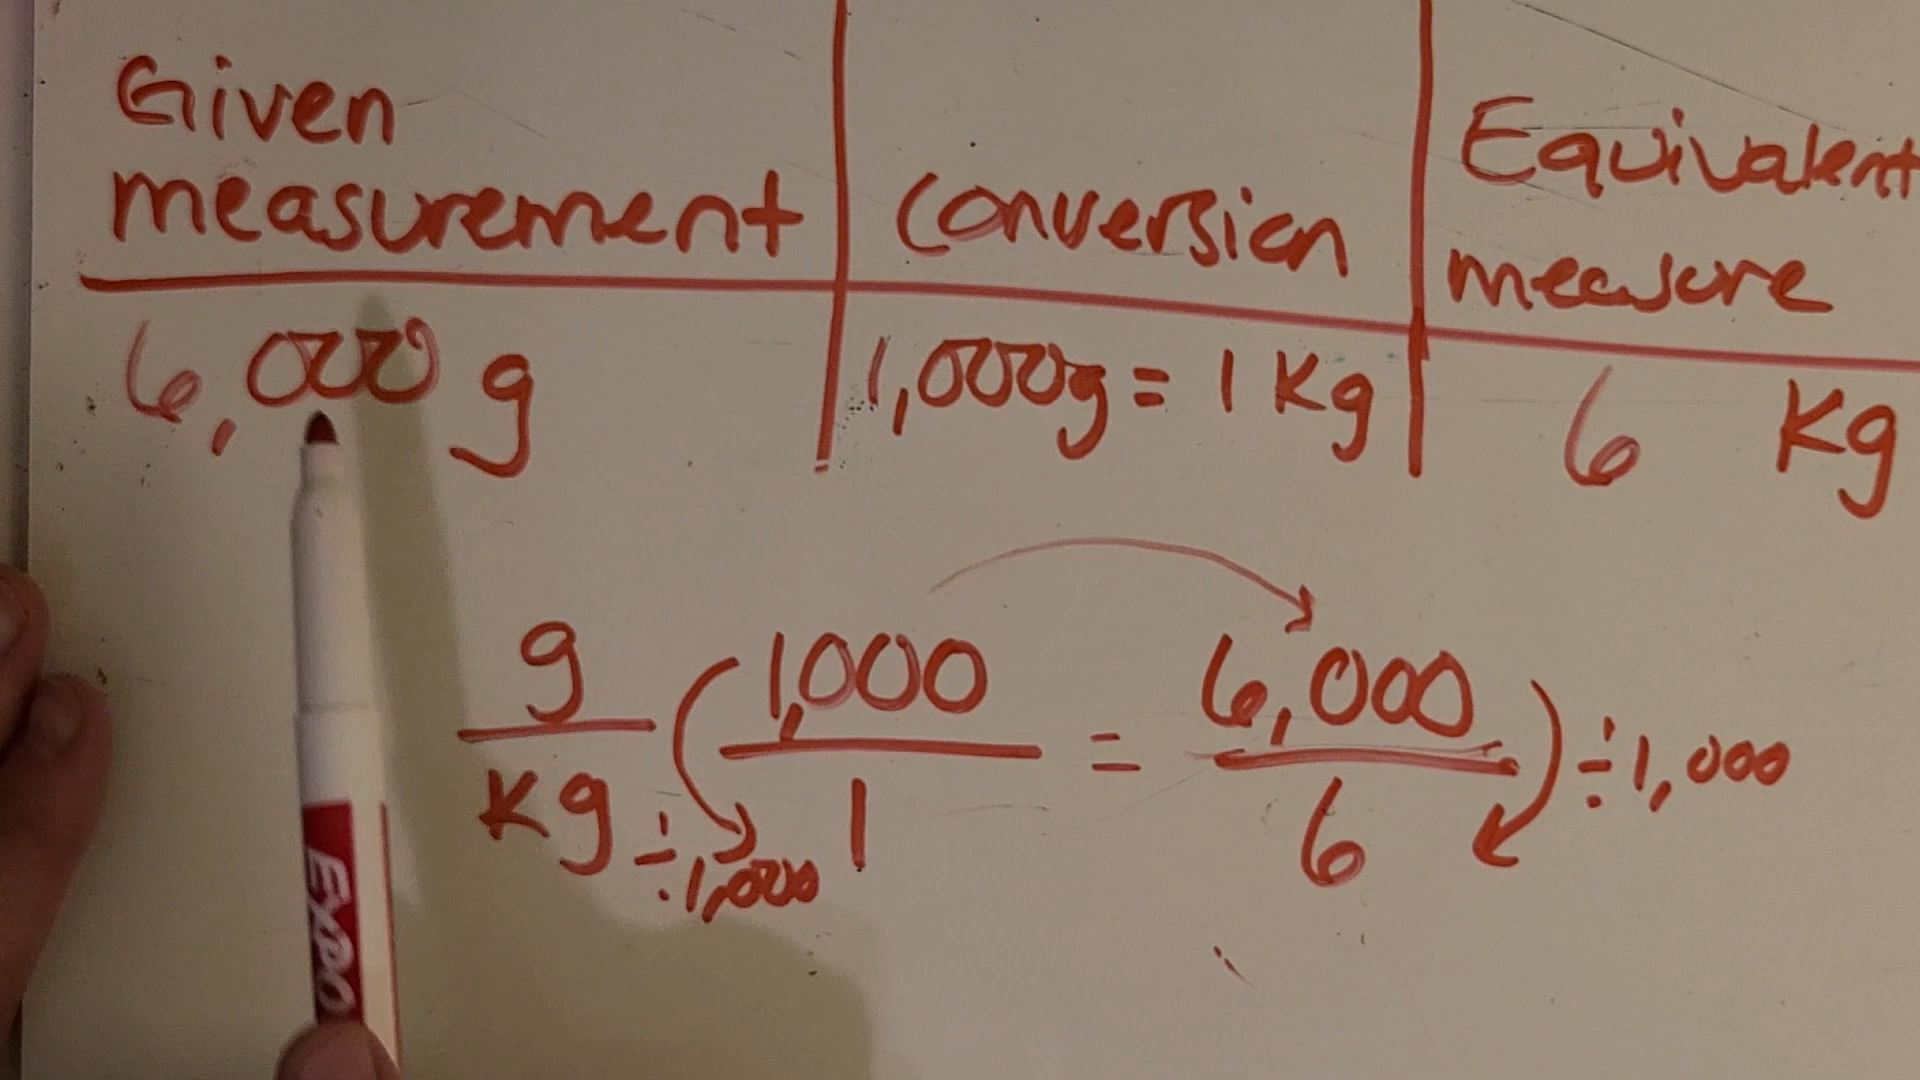 Given
measurement
Conversion
Equivalent
measure
6,000 g
1,000g = 1 Kg
6 Kg
g 1,000 = 6,000 ÷1,000
Kg ÷1,000 1 6
EXPO